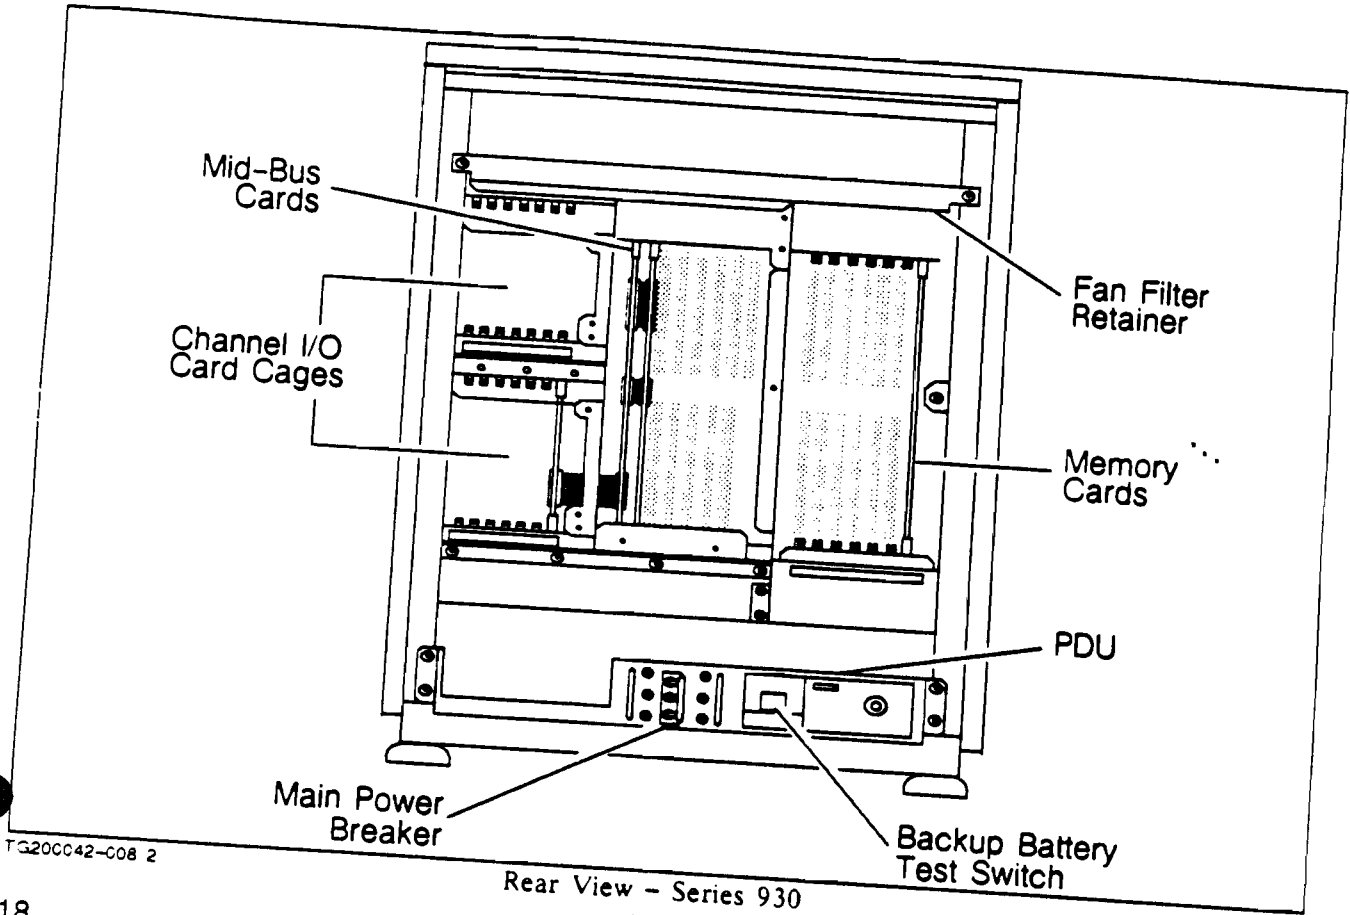 Mid-Bus
Cards
Channel I/O
Card Cages
Fan Filter
Retainer
Memory
Cards
PDU
Main Power
Breaker
Backup Battery
Test Switch
TG200042-008 2
Rear View - Series 930
18